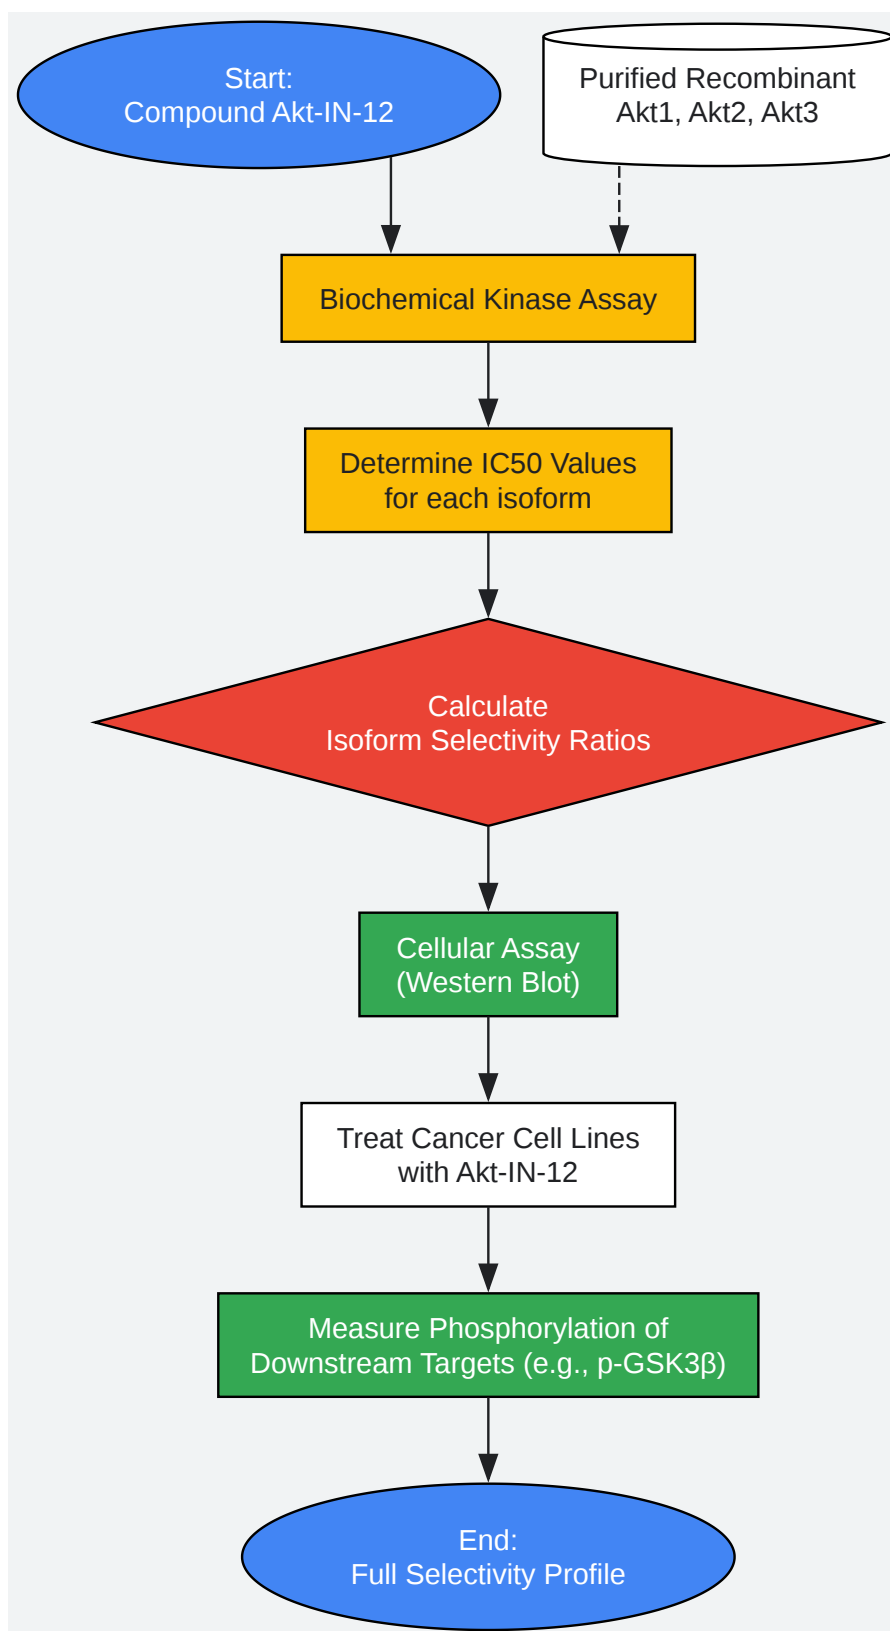 Start:
Compound Akt-IN-12
Purified Recombinant
Akt1, Akt2, Akt3
Biochemical Kinase Assay
Determine IC50 Values
for each isoform
Calculate
Isoform Selectivity Ratios
Cellular Assay
(Western Blot)
Treat Cancer Cell Lines
with Akt-IN-12
Measure Phosphorylation of
Downstream Targets (e.g., p-GSK3β)
End:
Full Selectivity Profile